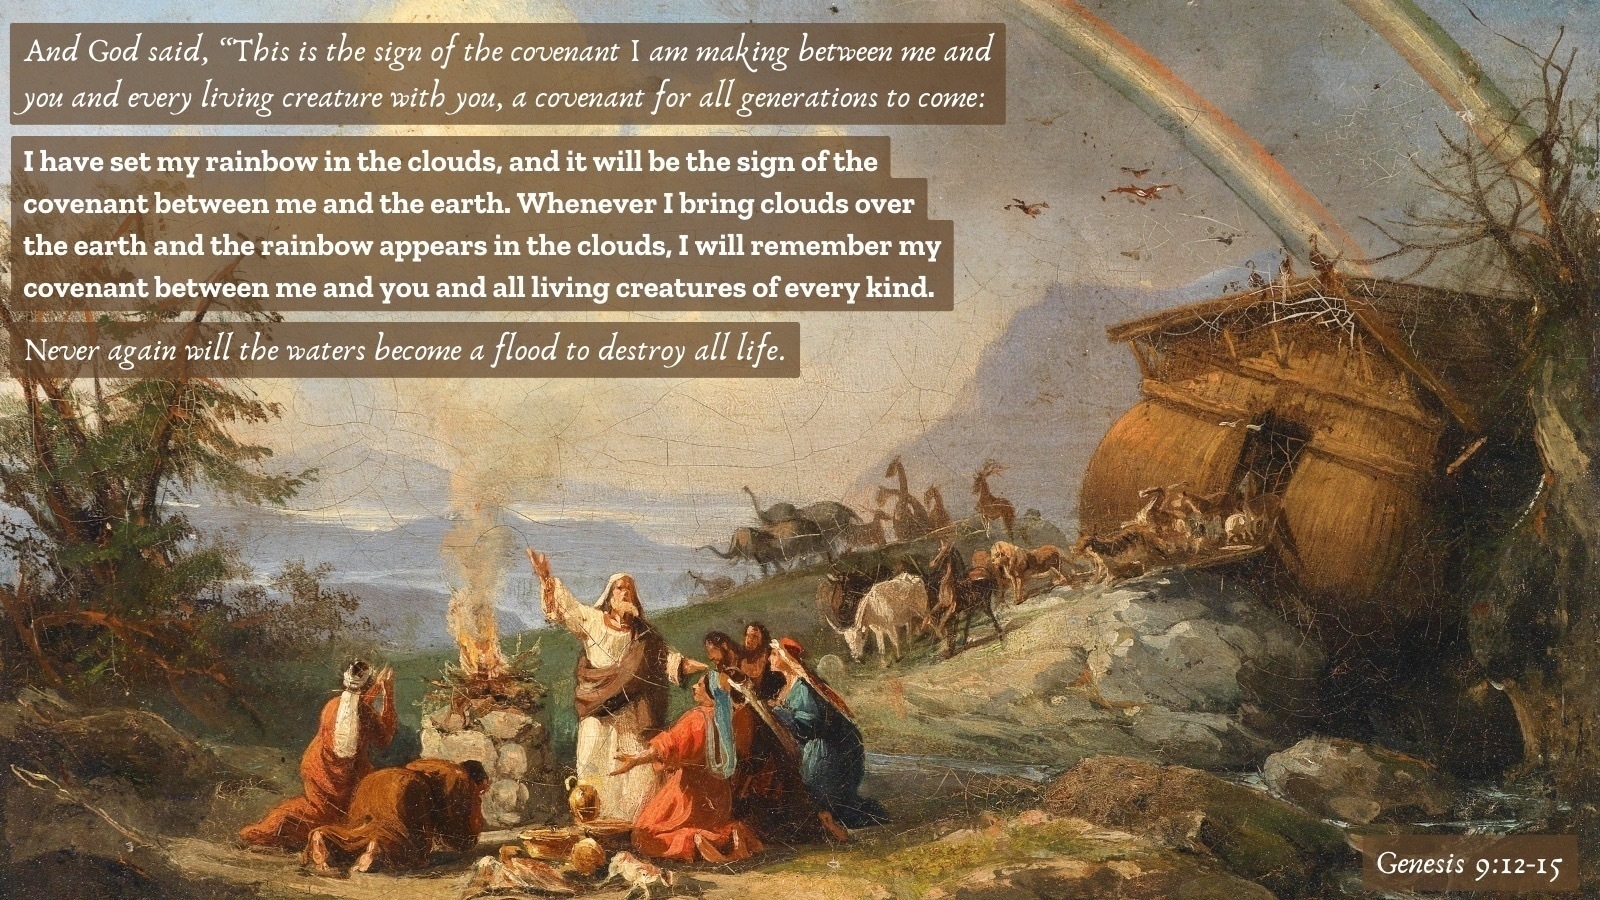 And God said, “This is the sign of the covenant I am making between me and
you and every living creature with you, a covenant for all generations to come:
I have set my rainbow in the clouds, and it will be the sign of the
covenant between me and the earth. Whenever I bring clouds over
the earth and the rainbow appears in the clouds, I will remember my
covenant between me and you and all living creatures of every kind.
Never again will the waters become a flood to destroy all life.
Genesis 9:12-15